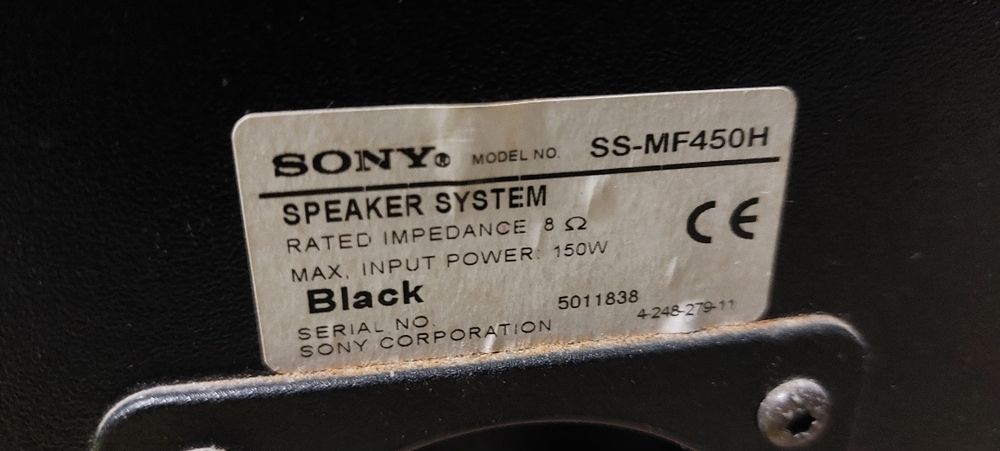 SONY® MODEL NO. SS-MF450H
SPEAKER SYSTEM
RATED IMPEDANCE 8 Ω
MAX. INPUT POWER: 150W
CE
Black
SERIAL NO. 5011838
SONY CORPORATION 4-248-279-11